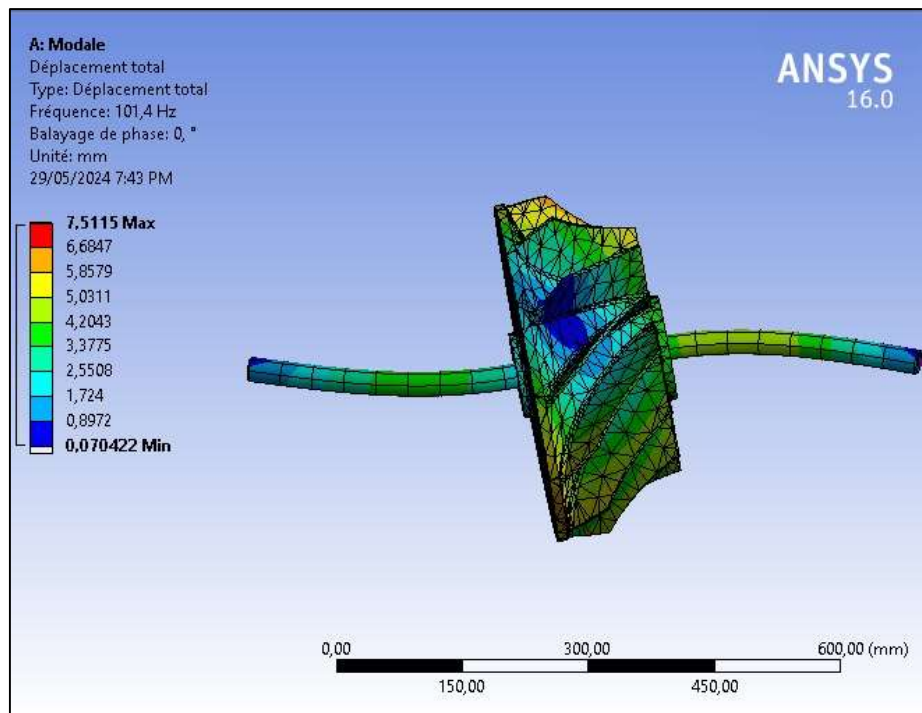 A: Modale
Déplacement total
Type: Déplacement total
Fréquence: 101,4 Hz
Balayage de phase: 0, °
Unité: mm
29/05/2024 7:43 PM
ANSYS
16.0
7,5115 Max
6,6847
5,8579
5,0311
4,2043
3,3775
2,5508
1,724
0,8972
0,070422 Min
0,00 300,00 600,00 (mm)
150,00 450,00